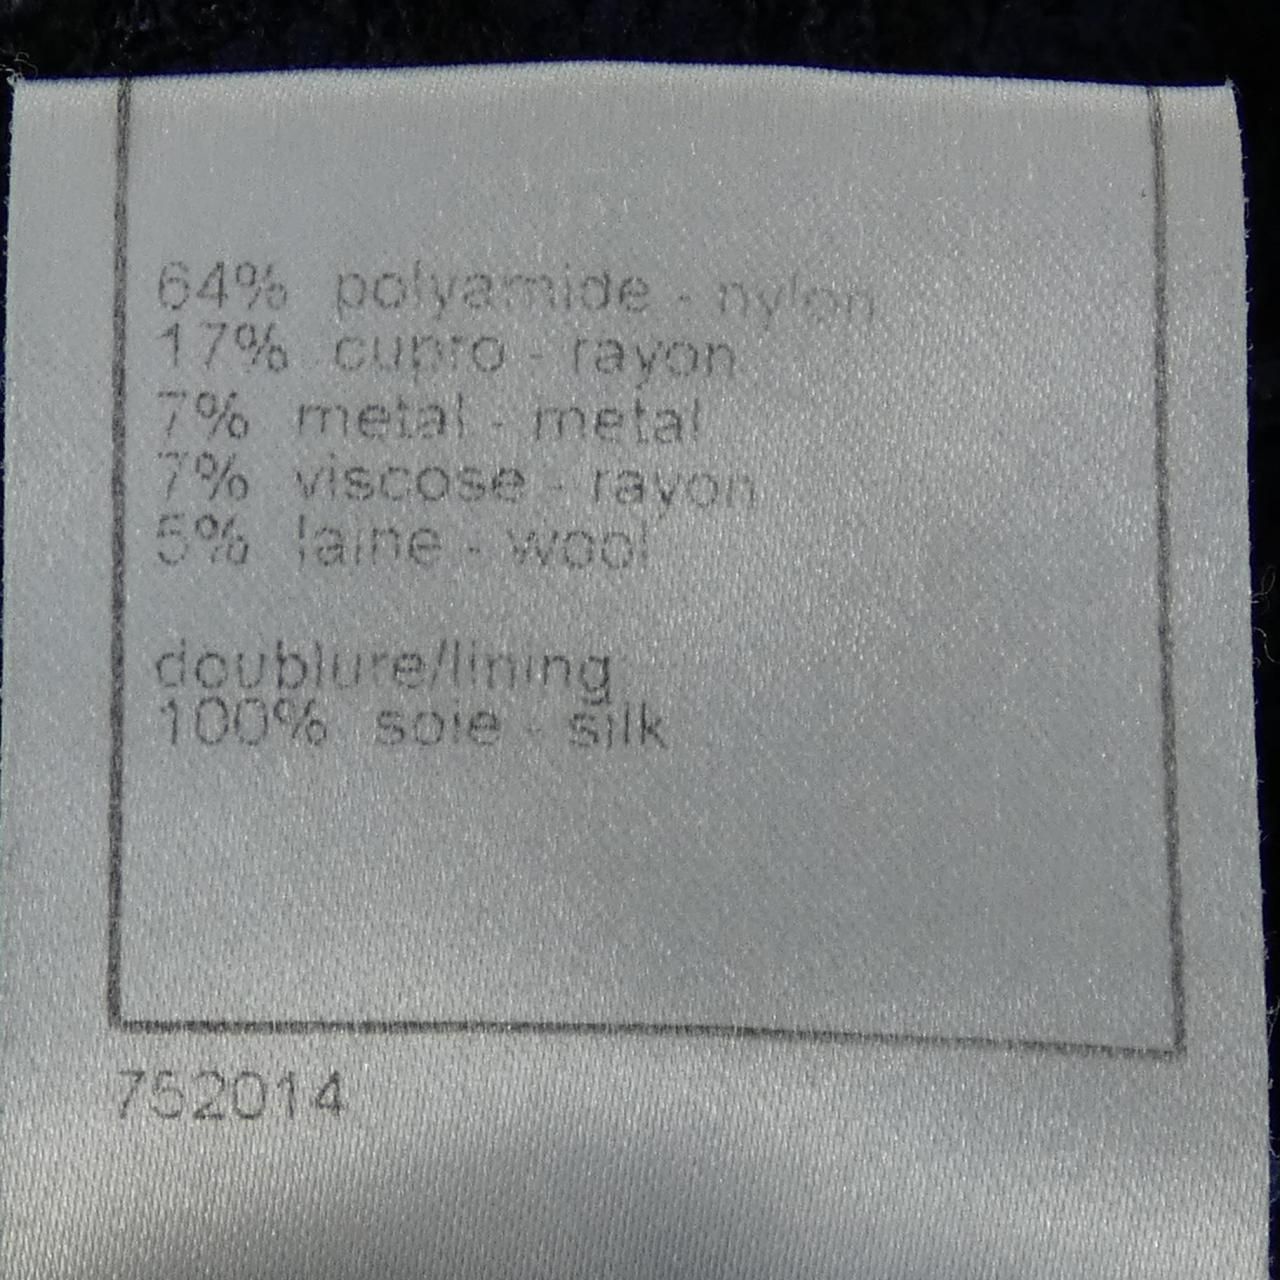 64% polyamide - nylon
17% cupro - rayon
7% metal - metal
7% viscose - rayon
5% laine - wool
doublure/lining
100% soie - silk
752014